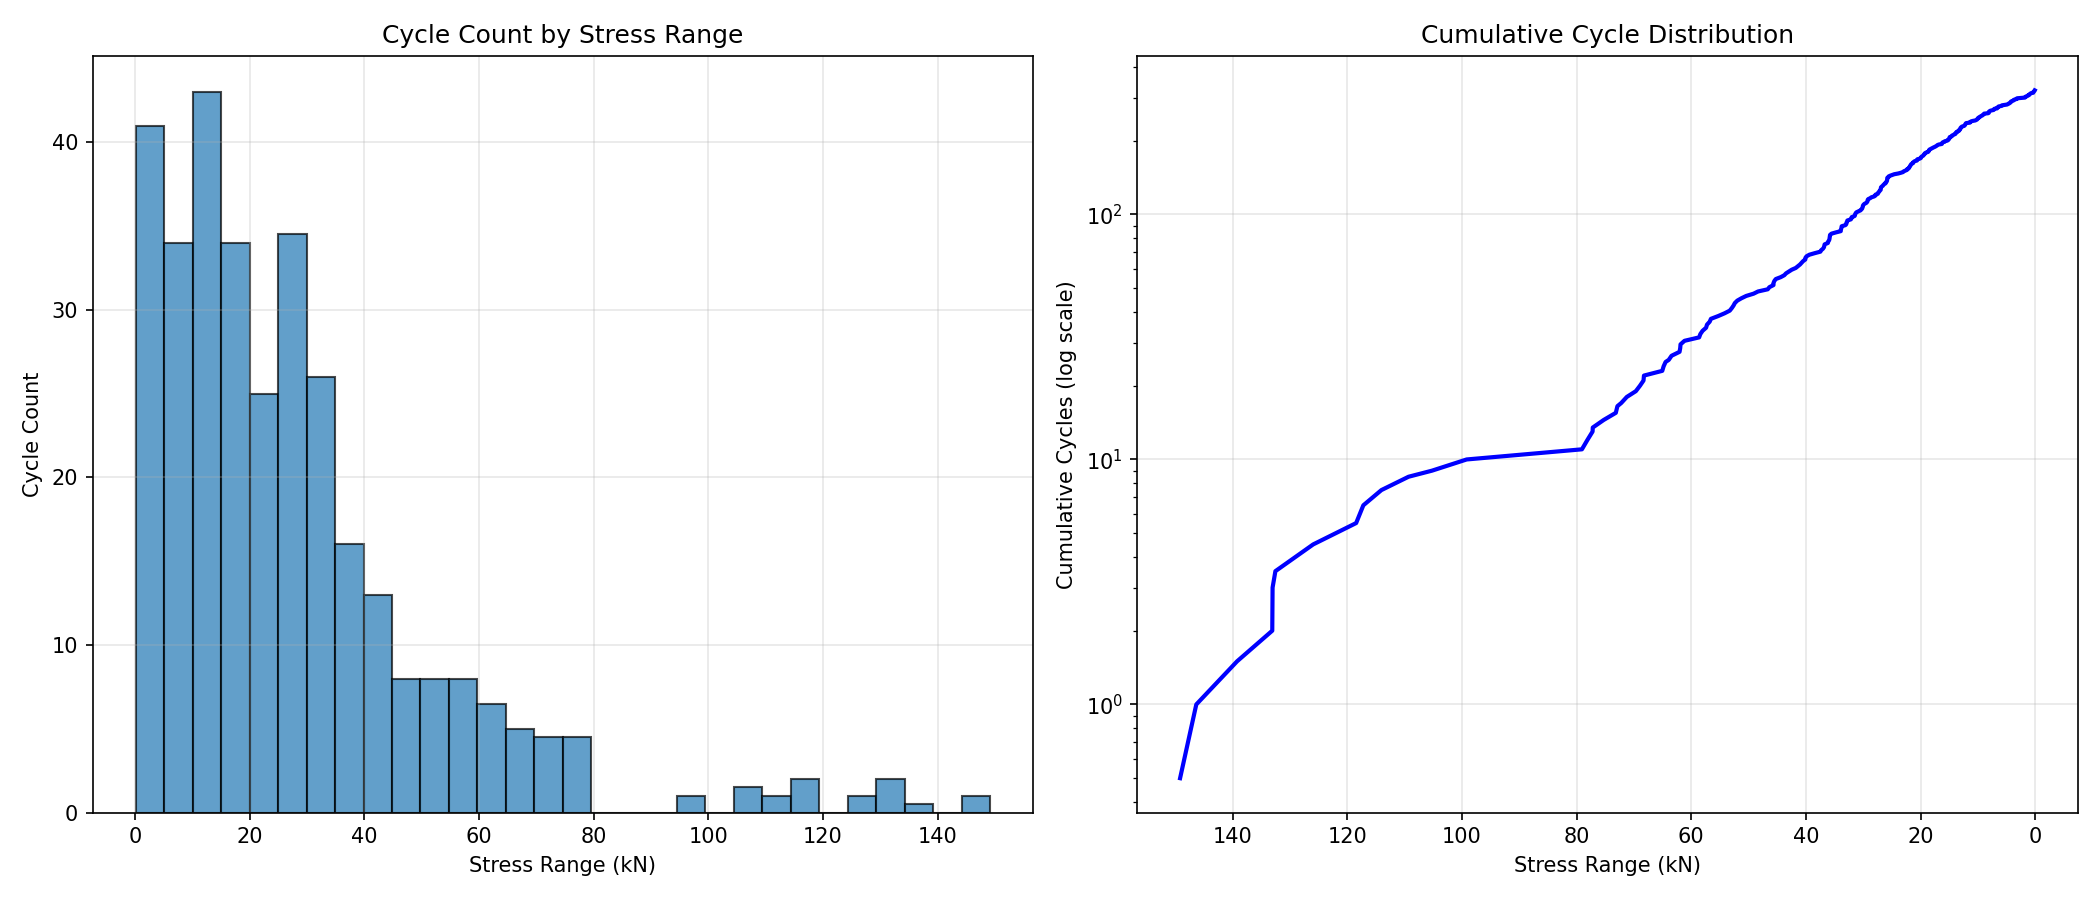 Cycle Count by Stress Range
Cycle Count
40
30
20
10
0
0 20 40 60 80 100 120 140
Stress Range (kN)
Cumulative Cycle Distribution
Cumulative Cycles (log scale)
10²
10¹
10⁰
140 120 100 80 60 40 20 0
Stress Range (kN)